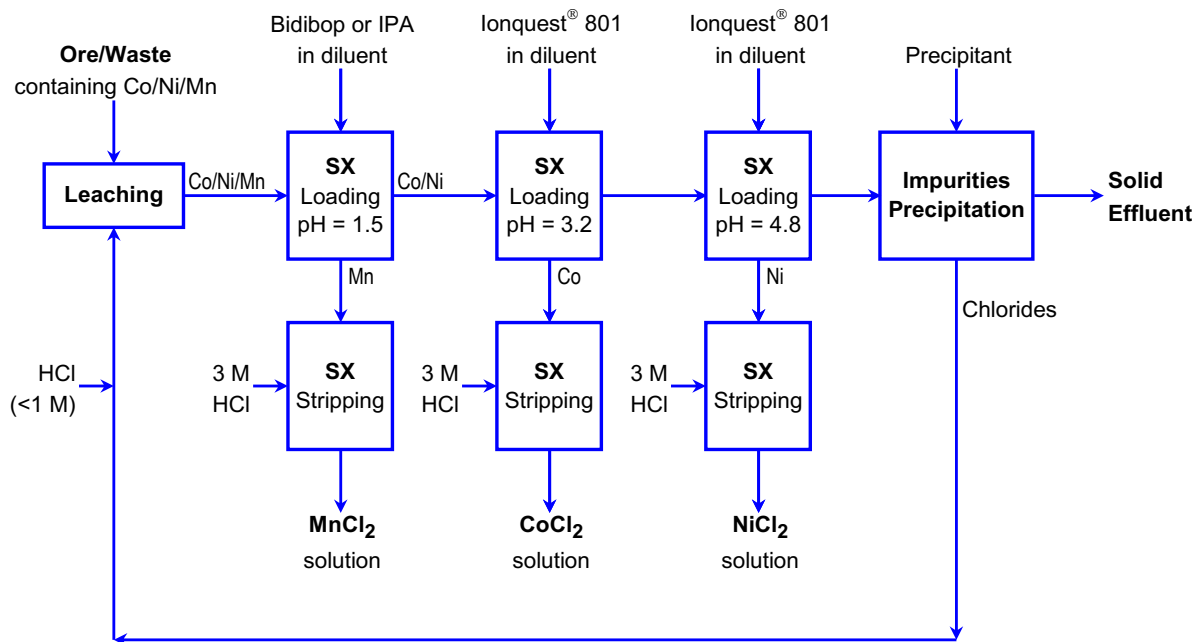 Bidibop or IPA
in diluent
Ionquest® 801
in diluent
Ionquest® 801
in diluent
Precipitant
Ore/Waste
containing Co/Ni/Mn
Leaching
Co/Ni/Mn
SX
Loading
pH = 1.5
Co/Ni
SX
Loading
pH = 3.2
SX
Loading
pH = 4.8
Impurities
Precipitation
Solid
Effluent
Mn
Co
Ni
Chlorides
HCl
(<1 M)
3 M
HCl
SX
Stripping
3 M
HCl
SX
Stripping
3 M
HCl
SX
Stripping
MnCl₂
solution
CoCl₂
solution
NiCl₂
solution